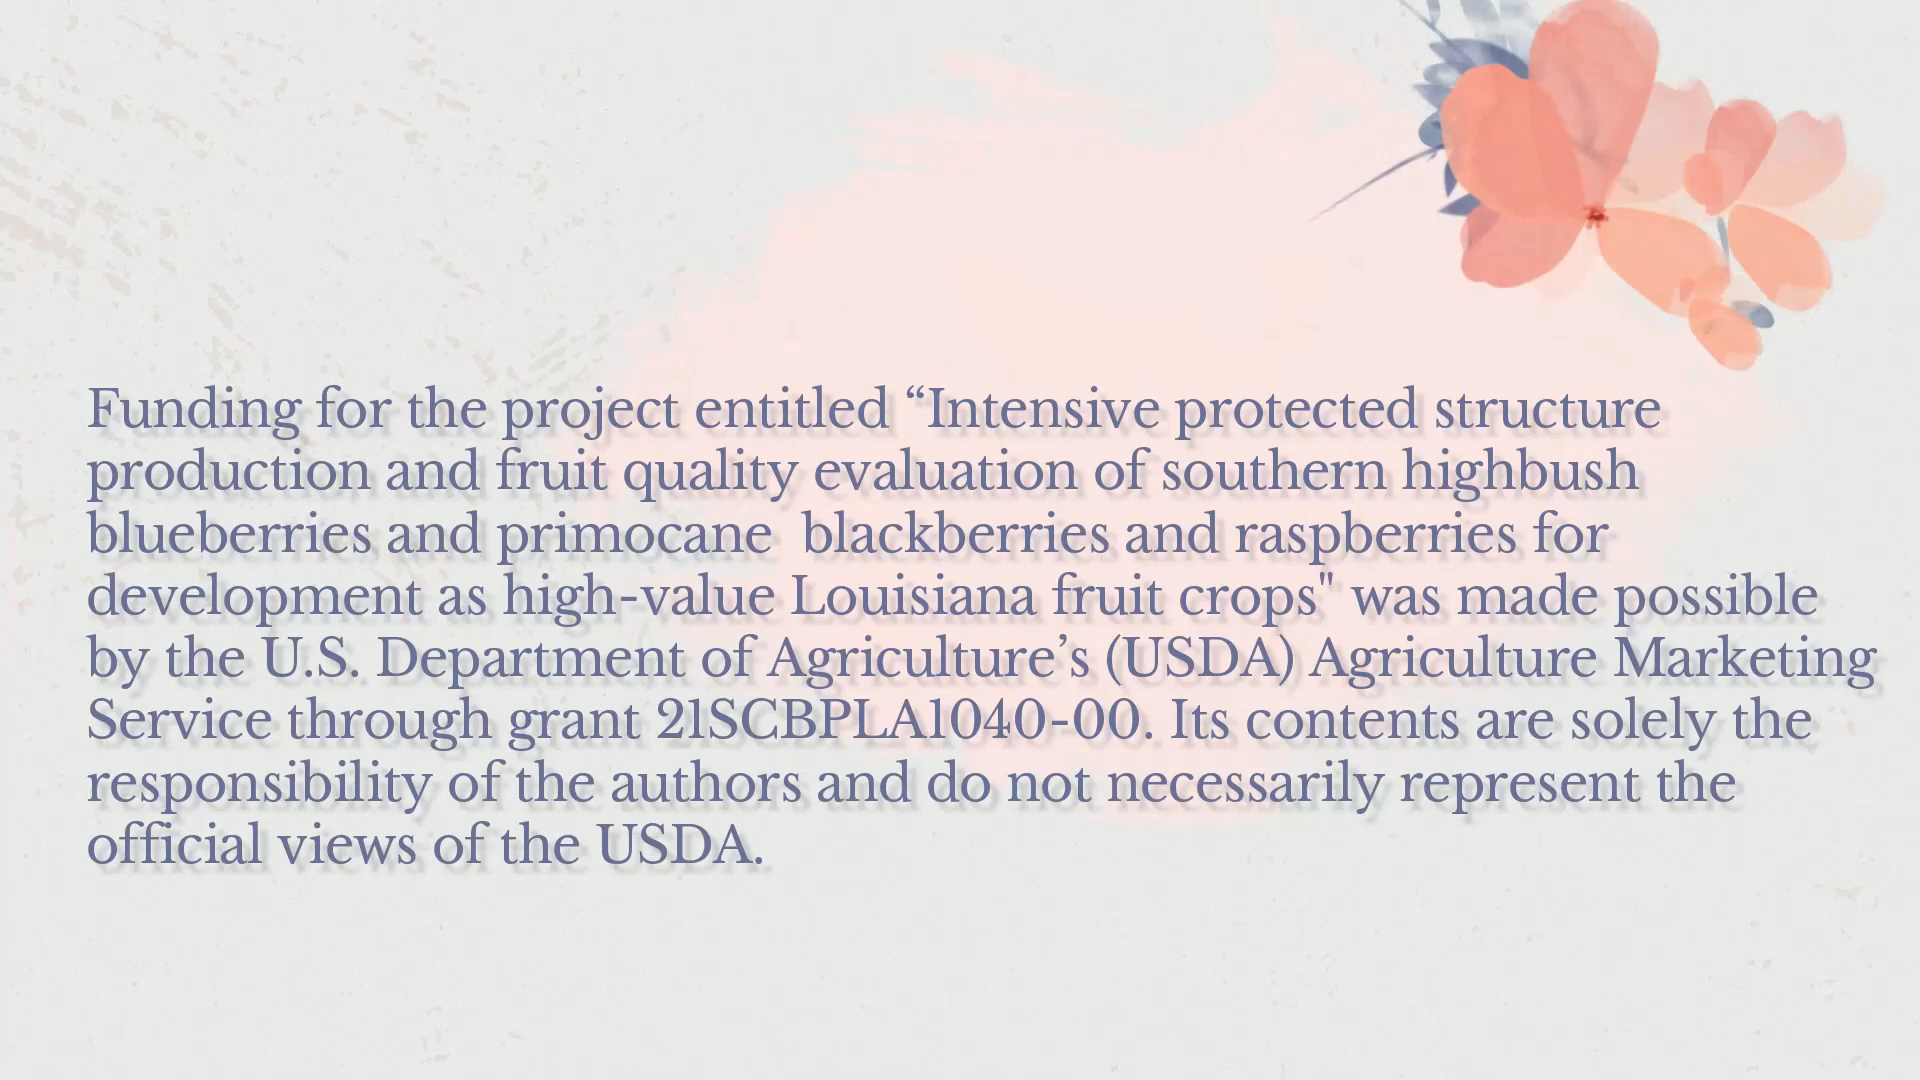 Funding for the project entitled “Intensive protected structure
production and fruit quality evaluation of southern highbush
blueberries and primocane  blackberries and raspberries for
development as high-value Louisiana fruit crops" was made possible
by the U.S. Department of Agriculture’s (USDA) Agriculture Marketing
Service through grant 21SCBPLA1040-00. Its contents are solely the
responsibility of the authors and do not necessarily represent the
official views of the USDA.